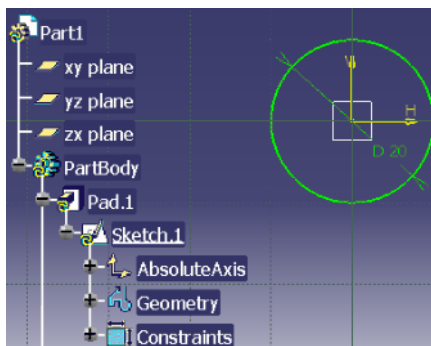 Part1
xy plane
yz plane
zx plane
PartBody
Pad.1
Sketch.1
AbsoluteAxis
Geometry
Constraints
V
H
D 20